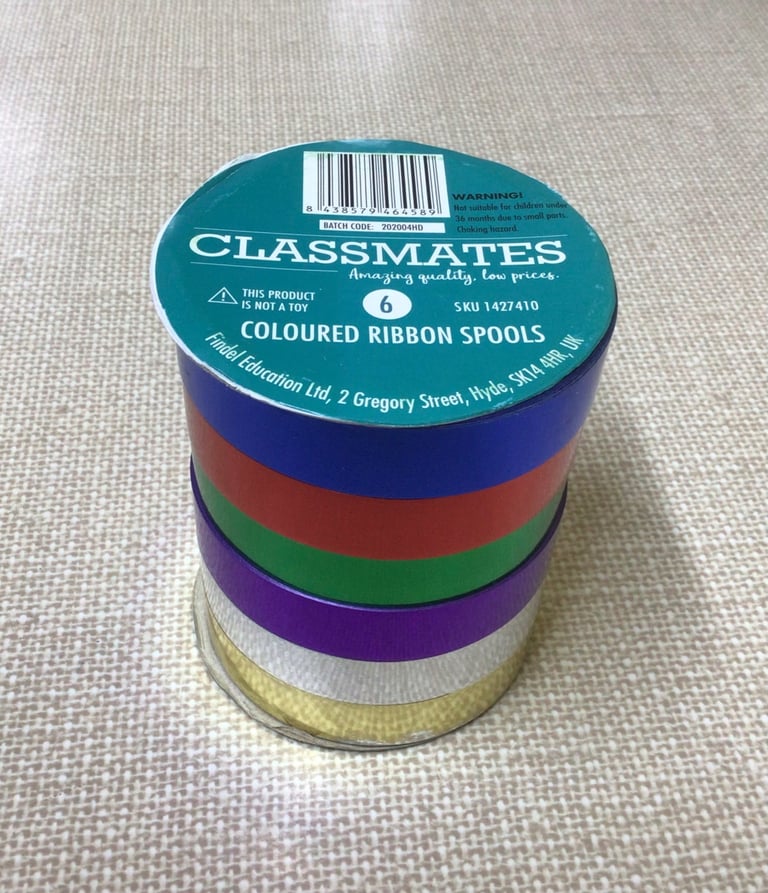 8 438579 464589
BATCH CODE: 202004HD
WARNING!
Not suitable for children under
36 months due to small parts.
Choking hazard.
CLASSMATES
Amazing quality, low prices.
THIS PRODUCT
IS NOT A TOY
6
SKU 1427410
COLOURED RIBBON SPOOLS
Findel Education Ltd, 2 Gregory Street, Hyde, SK14 4HR, UK